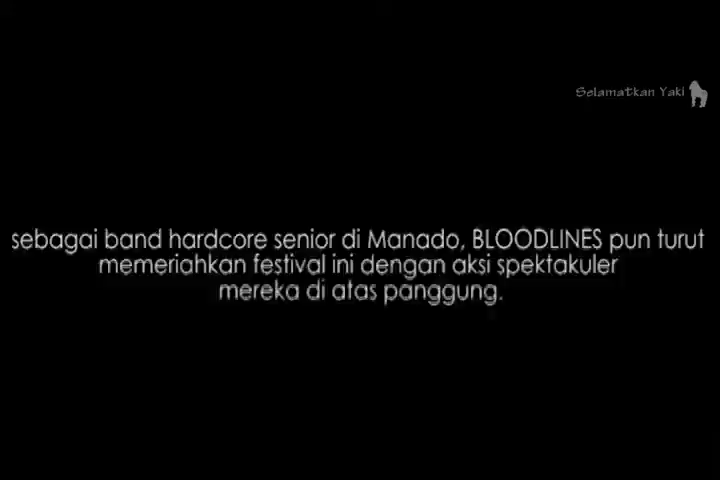 Selamatkan Yaki
sebagai band hardcore senior di Manado, BLOODLINES pun turut
memeriahkan festival ini dengan aksi spektakuler
mereka di atas panggung.